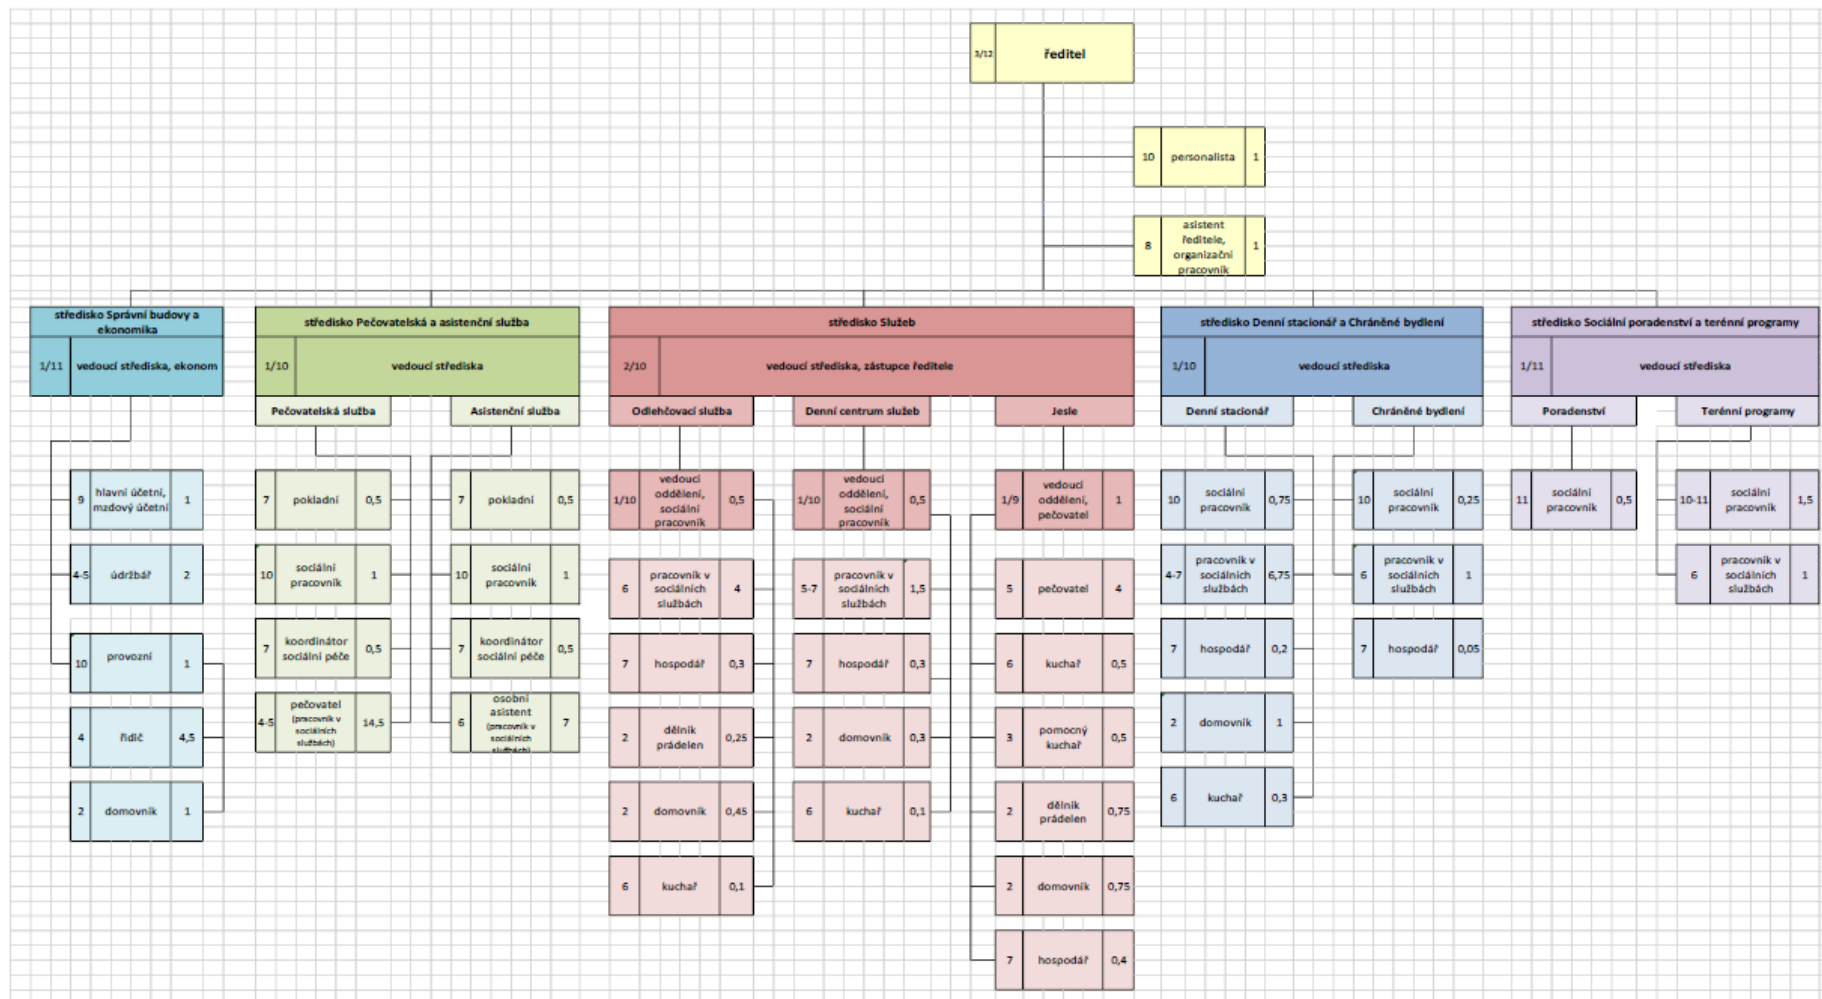 3/12 ředitel
10 personalista 1
8 asistent ředitele, organizační pracovník 1
středisko Správní budovy a ekonomika
1/11 vedoucí střediska, ekonom
9 hlavní účetní, mzdový účetní 1
4-5 údržbář 2
10 provozní 1
4 řidič 4,5
2 domovník 1
středisko Pečovatelská a asistenční služba
1/10 vedoucí střediska
Pečovatelská služba
7 pokladní 0,5
10 sociální pracovník 1
7 koordinátor sociální péče 0,5
4-5 pečovatel (pracovník v sociálních službách) 14,5
Asistenční služba
7 pokladní 0,5
10 sociální pracovník 1
7 koordinátor sociální péče 0,5
6 osobní asistent (pracovník v sociálních službách) 7
středisko Služeb
2/10 vedoucí střediska, zástupce ředitele
Odlehčovací služba
1/10 vedoucí oddělení, sociální pracovník 0,5
6 pracovník v sociálních službách 4
7 hospodář 0,3
2 dělník prádelen 0,25
2 domovník 0,45
6 kuchař 0,1
Denní centrum služeb
1/10 vedoucí oddělení, sociální pracovník 0,5
5-7 pracovník v sociálních službách 1,5
7 hospodář 0,3
2 domovník 0,3
6 kuchař 0,1
Jesle
1/9 vedoucí oddělení, pečovatel 1
5 pečovatel 4
6 kuchař 0,5
3 pomocný kuchař 0,5
2 dělník prádelen 0,75
2 domovník 0,75
7 hospodář 0,4
středisko Denní stacionář a Chráněné bydlení
1/10 vedoucí střediska
Denní stacionář
10 sociální pracovník 0,75
4-7 pracovník v sociálních službách 6,75
7 hospodář 0,2
2 domovník 1
6 kuchař 0,3
Chráněné bydlení
10 sociální pracovník 0,25
6 pracovník v sociálních službách 1
7 hospodář 0,05
středisko Sociální poradenství a terénní programy
1/11 vedoucí střediska
Poradenství
11 sociální pracovník 0,5
Terénní programy
10-11 sociální pracovník 1,5
6 pracovník v sociálních službách 1